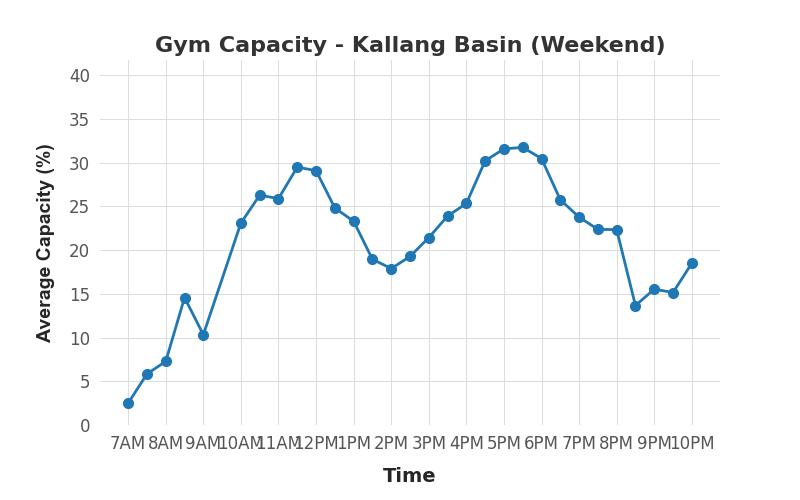 Gym Capacity - Kallang Basin (Weekend)
40
35
30
25
20
15
10
5
0
Average Capacity (%)
7AM 8AM 9AM 10AM 11AM 12PM 1PM 2PM 3PM 4PM 5PM 6PM 7PM 8PM 9PM 10PM
Time